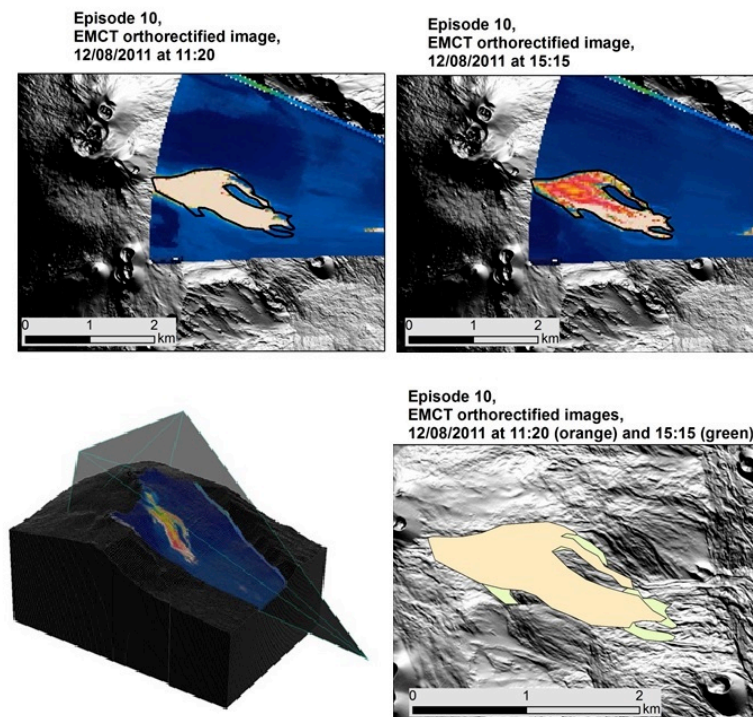 Episode 10,
EMCT orthorectified image,
12/08/2011 at 11:20
0 1 2
km
Episode 10,
EMCT orthorectified image,
12/08/2011 at 15:15
0 1 2
km
Episode 10,
EMCT orthorectified images,
12/08/2011 at 11:20 (orange) and 15:15 (green)
0 1 2
km